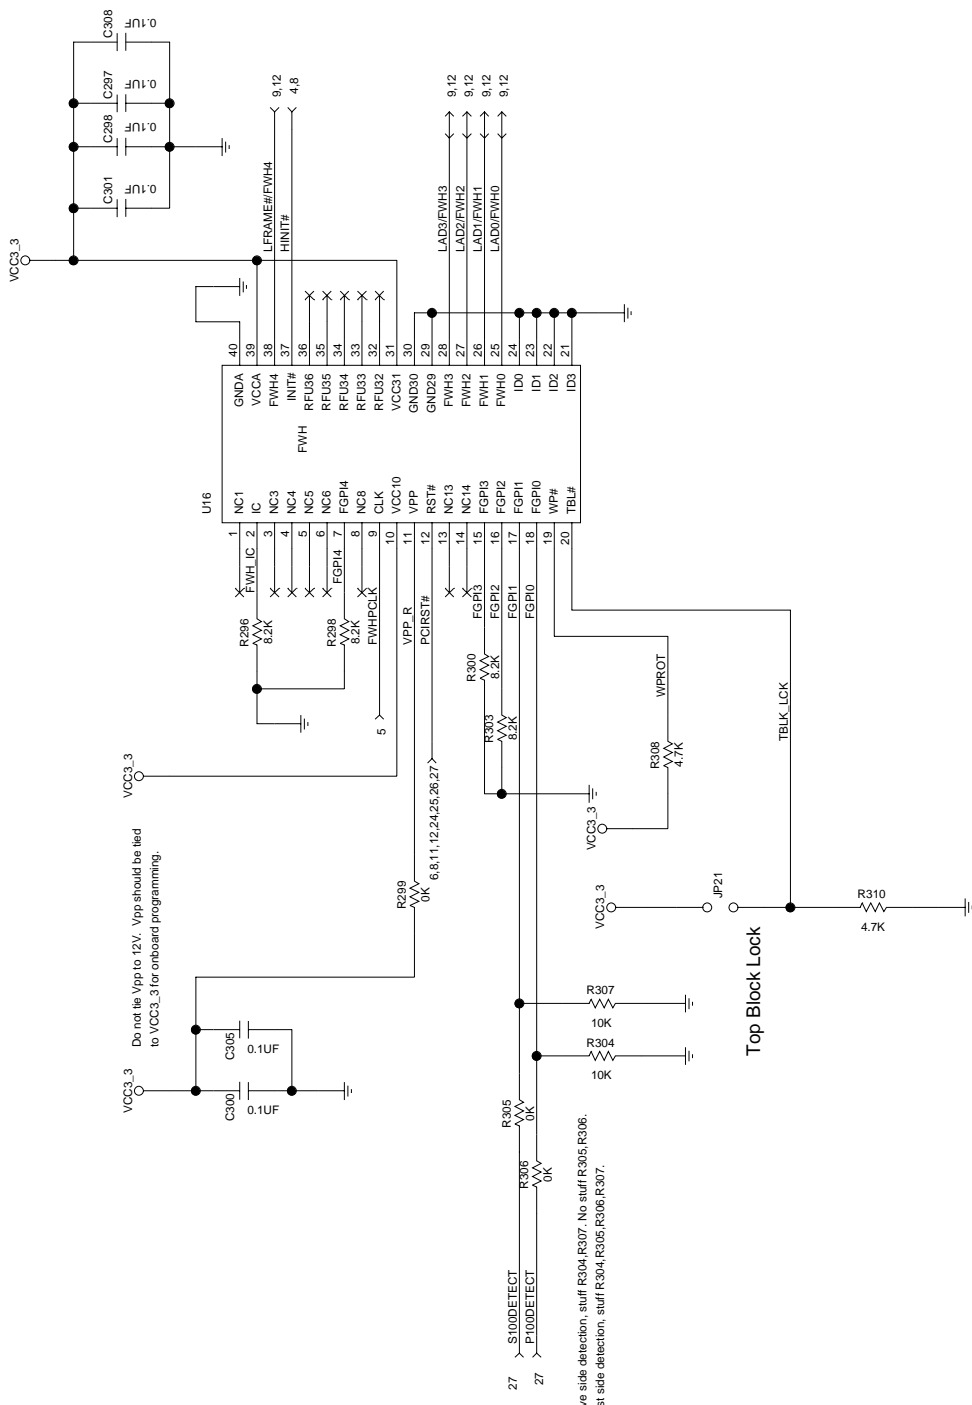 VCC3_3
C308
0.1UF
C297
0.1UF
C298
0.1UF
C301
0.1UF
LFRAME#/FWH4
9,12
HINIT#
4,8
LAD3/FWH3
9,12
LAD2/FWH2
9,12
LAD1/FWH1
9,12
LAD0/FWH0
9,12
40
39
38
37
36
35
34
33
32
31
30
29
28
27
26
25
24
23
22
21
GNDA
VCCA
FWH4
INIT#
RFU36
RFU35
RFU34
RFU33
RFU32
VCC31
GND30
GND29
FWH3
FWH2
FWH1
FWH0
ID0
ID1
ID2
ID3
FWH
U16
NC1
IC
NC3
NC4
NC5
NC6
FGPI4
NC8
CLK
VCC10
VPP
RST#
NC13
NC14
FGPI3
FGPI2
FGPI1
FGPI0
WP#
TBL#
1
2
3
4
5
6
7
8
9
10
11
12
13
14
15
16
17
18
19
20
FWH_IC
FGPI4
FWHPCLK
VPP_R
PCIRST#
FGPI3
FGPI2
FGPI1
FGPI0
R296
8.2K
R298
8.2K
5
R300
8.2K
R303
8.2K
WPROT
R308
4.7K
VCC3_3
TBLK_LCK
VCC3_3
6,8,11,12,24,25,26,27
R299
0K
Do not tie Vpp to 12V. Vpp should be tied
to VCC3_3 for onboard programming.
VCC3_3
C305
0.1UF
C300
0.1UF
VCC3_3
JP21
R310
4.7K
Top Block Lock
R307
10K
R304
10K
R305
0K
R306
0K
S100DETECT
27
P100DETECT
27
side detection, stuff R304,R307. No stuff R305,R306.
side detection, stuff R304,R305,R306,R307.